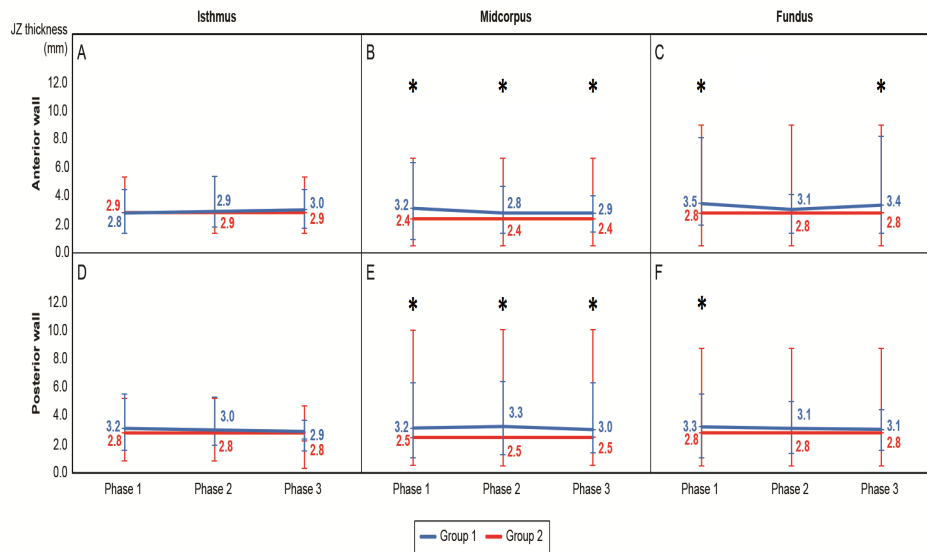 Isthmus Midcorpus Fundus
JZ thickness
(mm)
A B C
12.0 * * * * *
10.0
8.0
6.0
4.0
2.0
0.0
Anterior wall
2.9 2.9 3.0
2.8 2.9 2.9
3.2 2.8 2.9
2.4 2.4 2.4
3.5 3.1 3.4
2.8 2.8 2.8
D E F
12.0 * * * *
10.0
8.0
6.0
4.0
2.0
0.0
Posterior wall
3.2 3.0 2.9
2.8 2.8 2.8
3.2 3.3 3.0
2.5 2.5 2.5
3.3 3.1 3.1
2.8 2.8 2.8
Phase 1 Phase 2 Phase 3 Phase 1 Phase 2 Phase 3 Phase 1 Phase 2 Phase 3
Group 1 Group 2